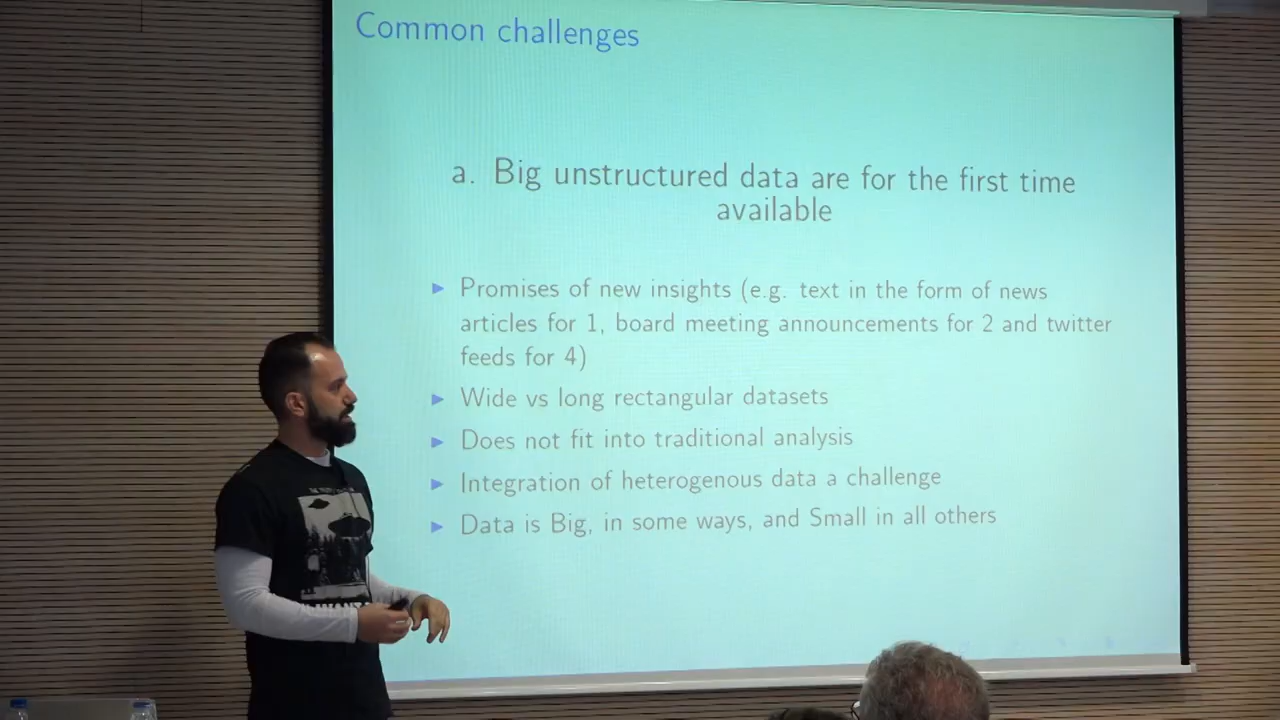 Common challenges
a. Big unstructured data are for the first time
available
▶ Promises of new insights (e.g. text in the form of news
articles for 1, board meeting announcements for 2 and twitter
feeds for 4)
▶ Wide vs long rectangular datasets
▶ Does not fit into traditional analysis
▶ Integration of heterogenous data a challenge
▶ Data is Big, in some ways, and Small in all others